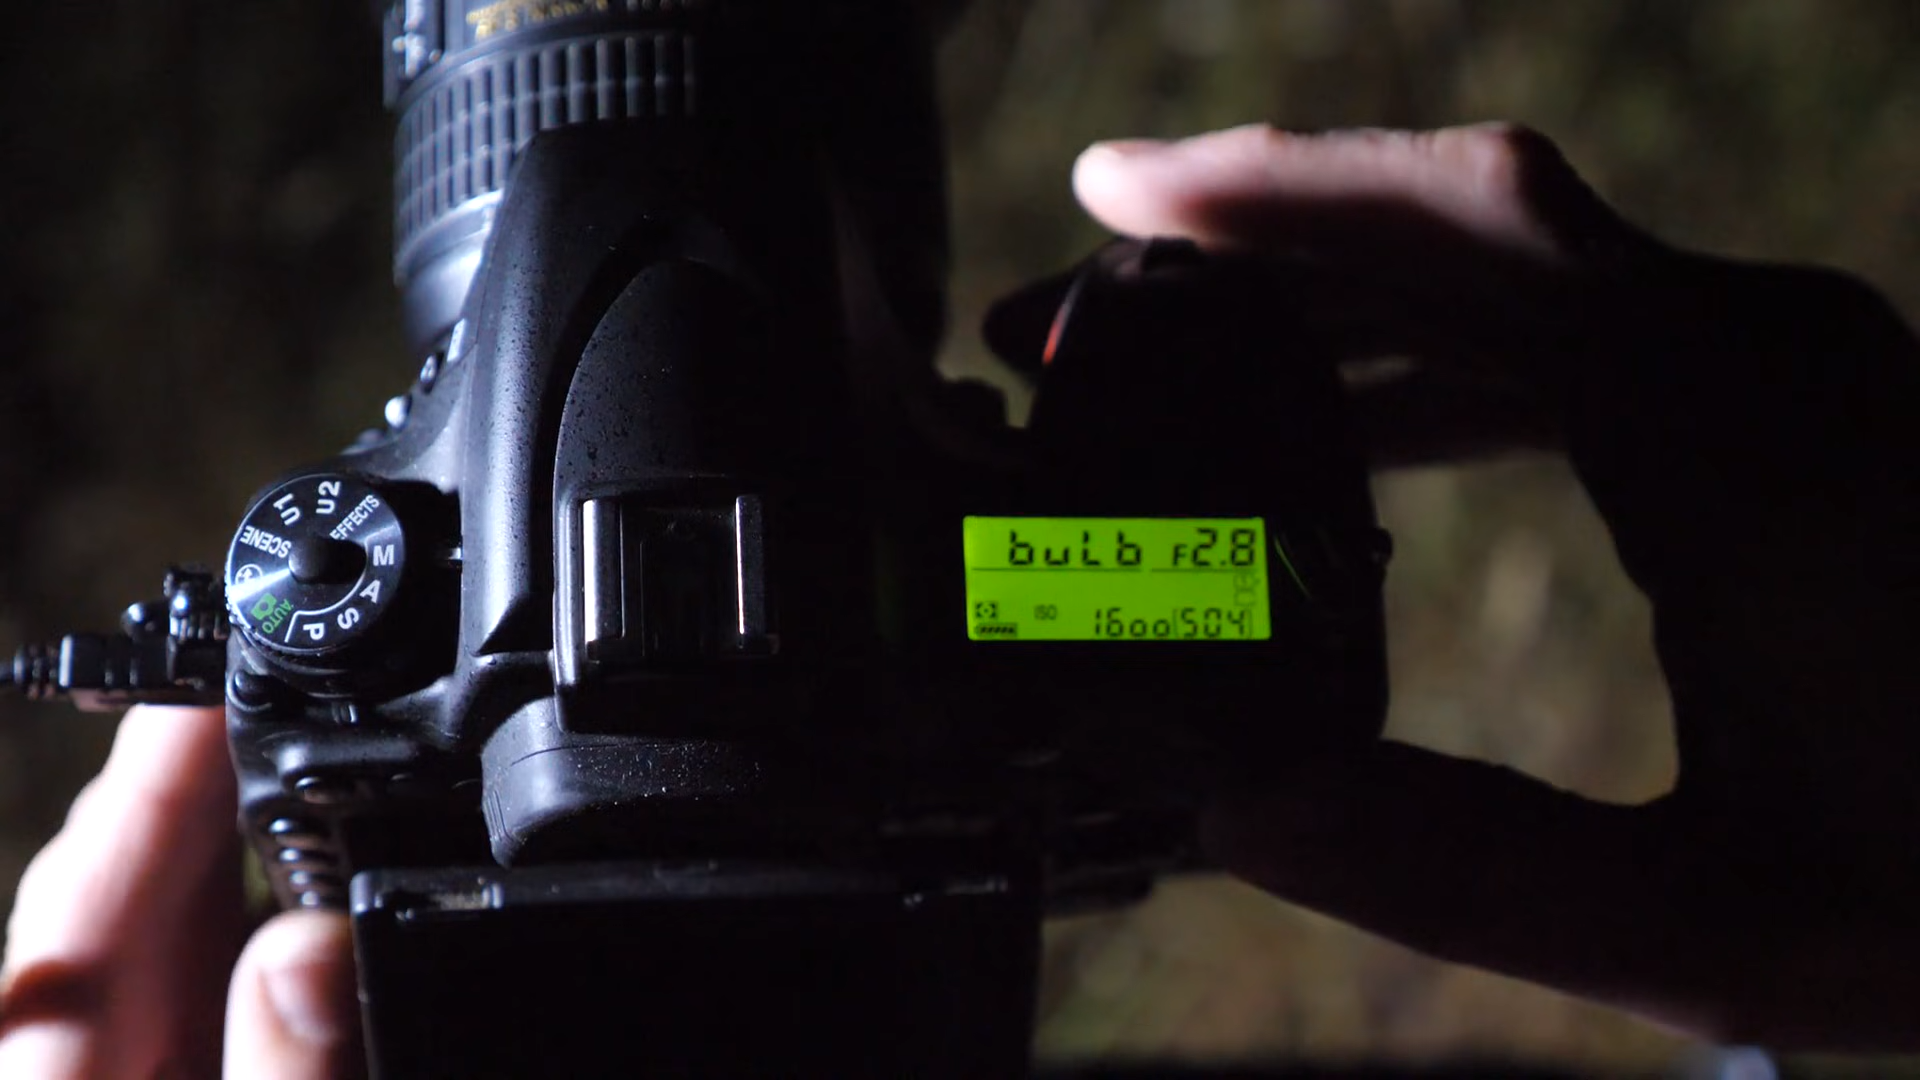 U1
U2
EFFECTS
SCENE
M
A
S
P
AUTO
bulb F2.8
ISO 1600 [504]